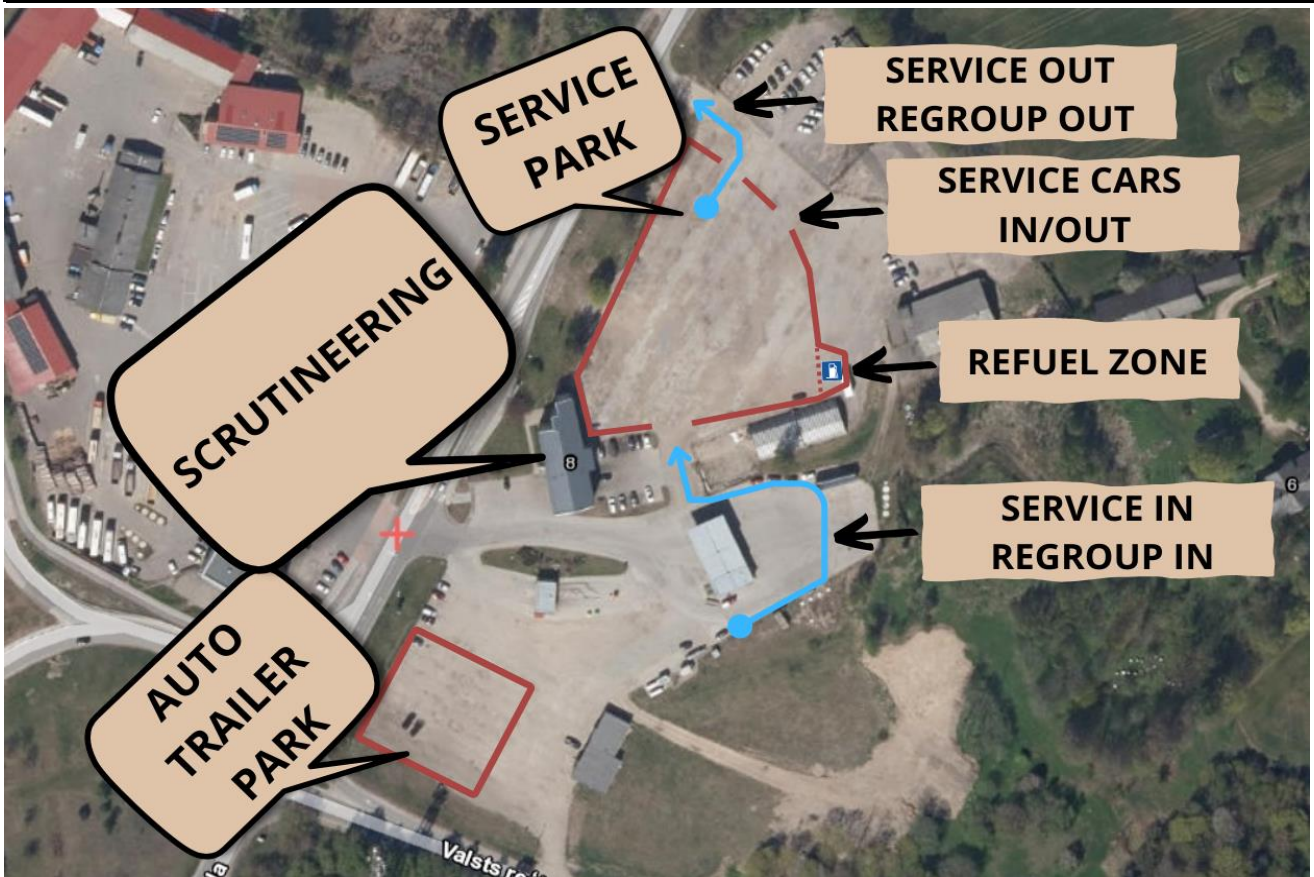 SERVICE
PARK
SERVICE OUT
REGROUP OUT
SERVICE CARS
IN/OUT
SCRUTINEERING
REFUEL ZONE
8
6
SERVICE IN
REGROUP IN
AUTO
TRAILER
PARK
Valsts